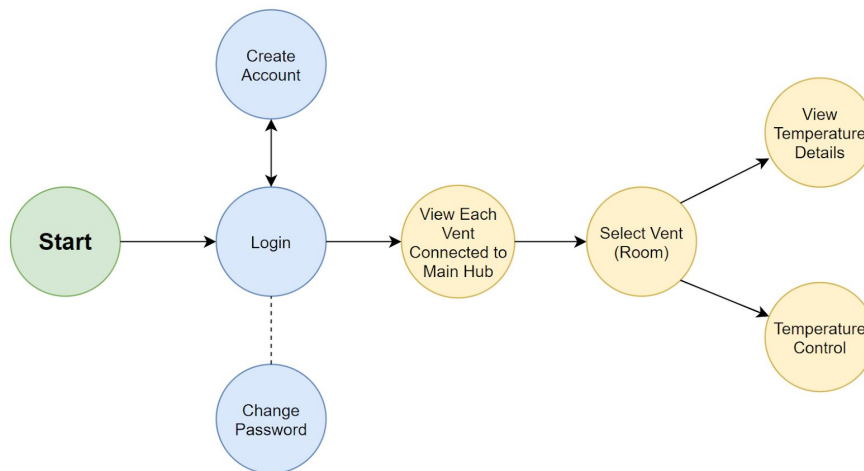 Create
Account
View
Temperature
Details
Start
Login
View Each
Vent
Connected to
Main Hub
Select Vent
(Room)
Temperature
Control
Change
Password